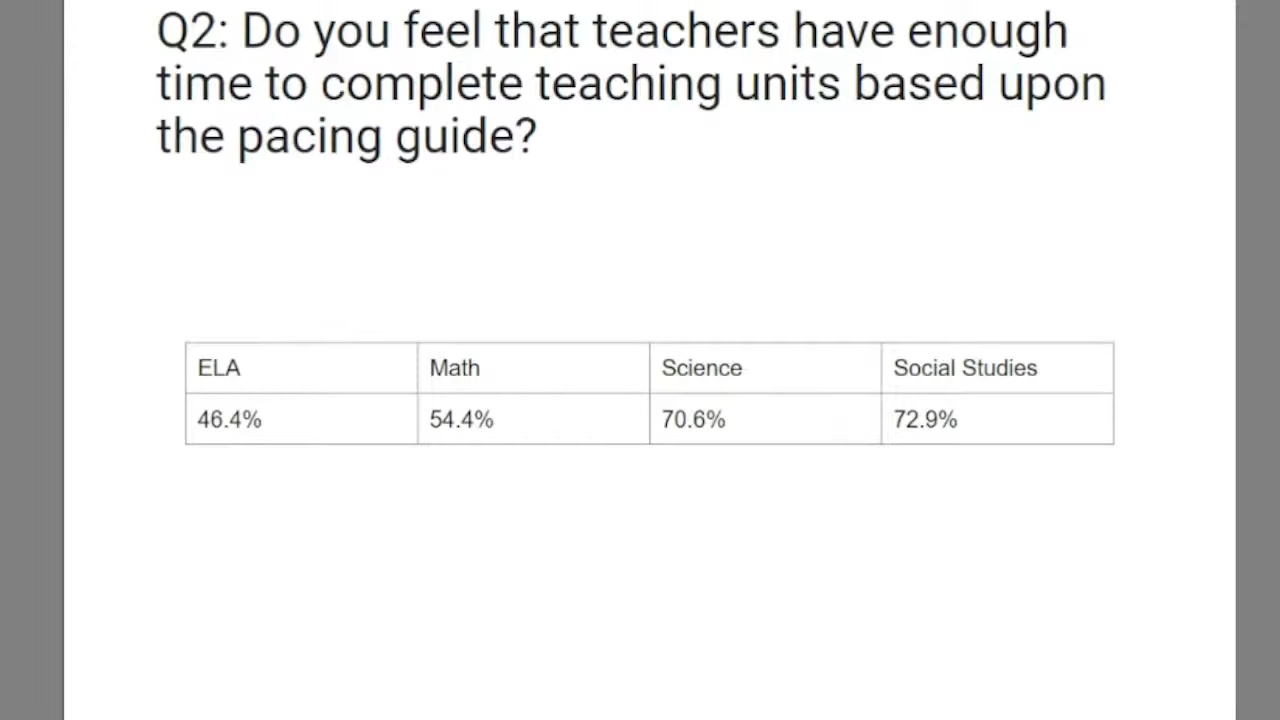 Q2: Do you feel that teachers have enough
time to complete teaching units based upon
the pacing guide?
ELA Math Science Social Studies
46.4% 54.4% 70.6% 72.9%